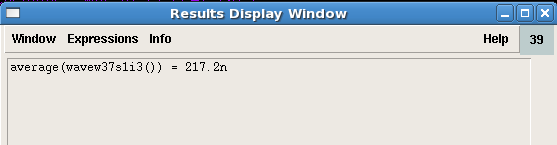 Results Display Window
Window Expressions Info Help 39
average(wavew37s1i3()) = 217.2n